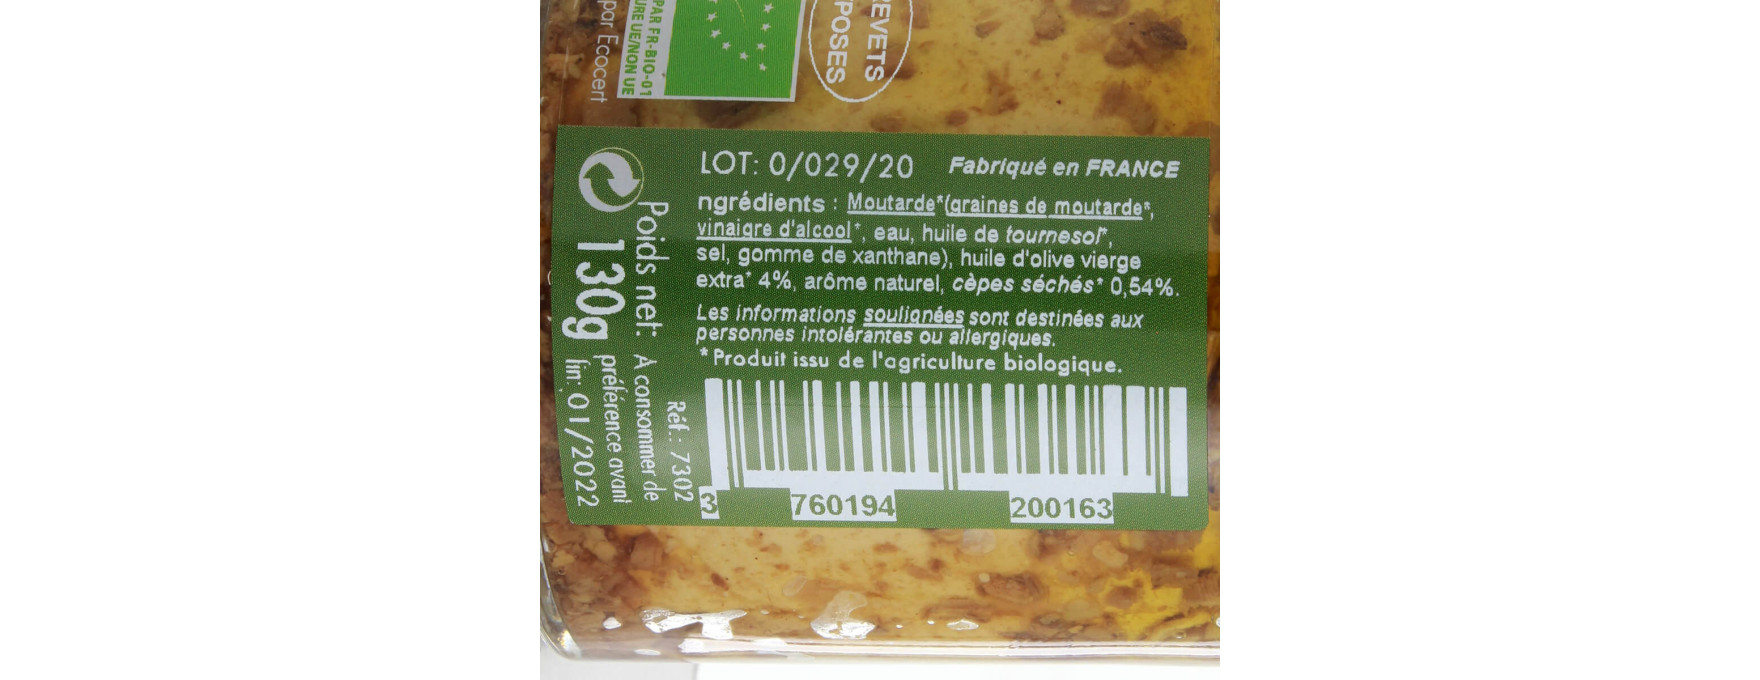 REVETS
POSES
PAR FR-BIO-01
URE UE/NON UE
par Ecocert
LOT: 0/029/20 Fabriqué en FRANCE
ngrédients : Moutarde*(graines de moutarde*,
vinaigre d'alcool*, eau, huile de tournesol*,
sel, gomme de xanthane), huile d'olive vierge
extra* 4%, arôme naturel, cèpes séchés* 0,54%.
Les informations soulignées sont destinées aux
personnes intolérantes ou allergiques.
* Produit issu de l'agriculture biologique.
Poids net:
130g
Réf.: 7302
À consommer de
préférence avant
fin: 01/2022
3 760194 200163